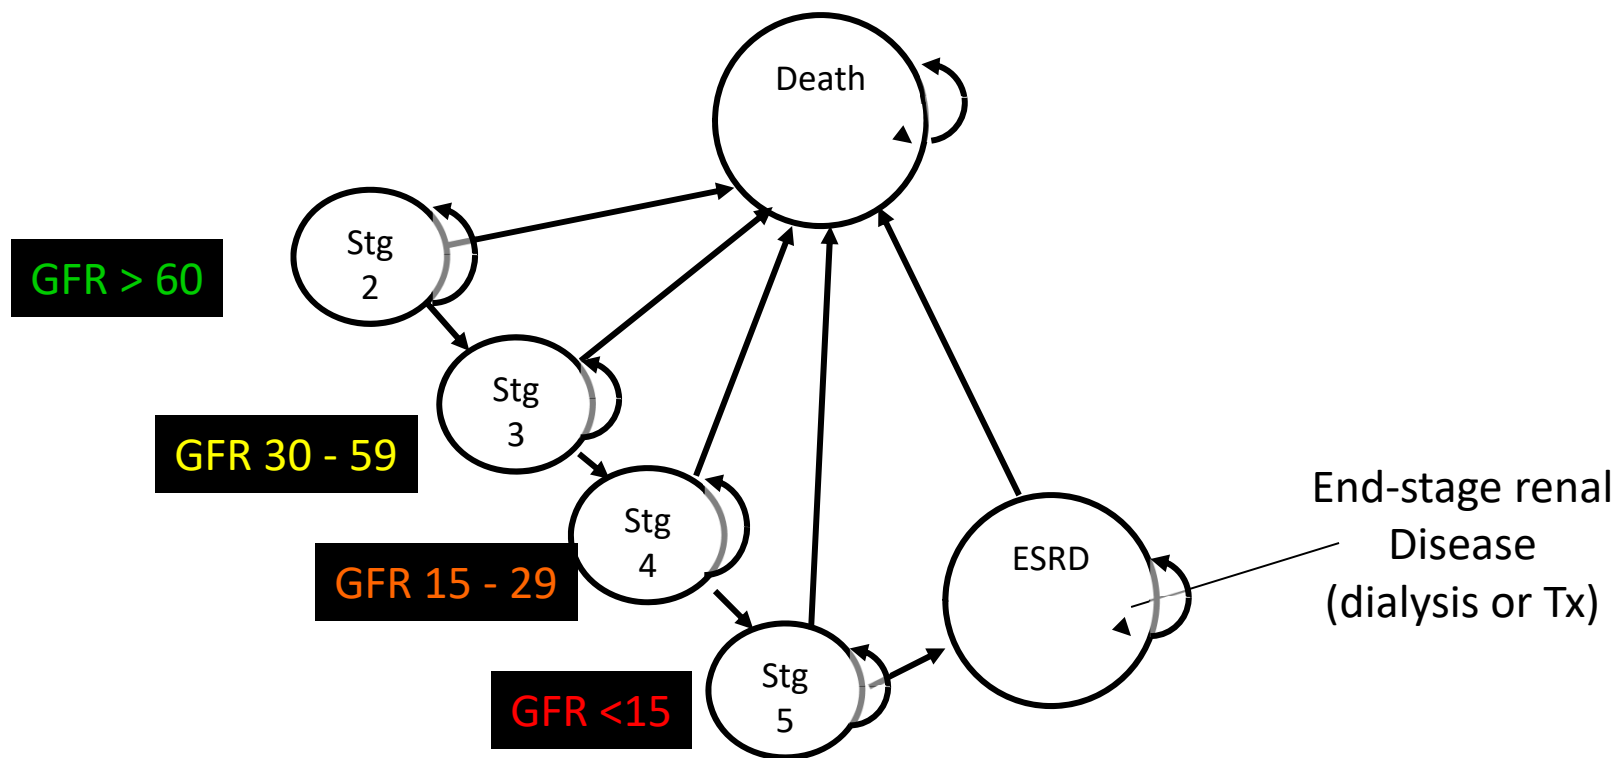 Death
Stg
2
GFR > 60
Stg
3
GFR 30 - 59
Stg
4
GFR 15 - 29
Stg
5
GFR <15
ESRD
End-stage renal
Disease
(dialysis or Tx)